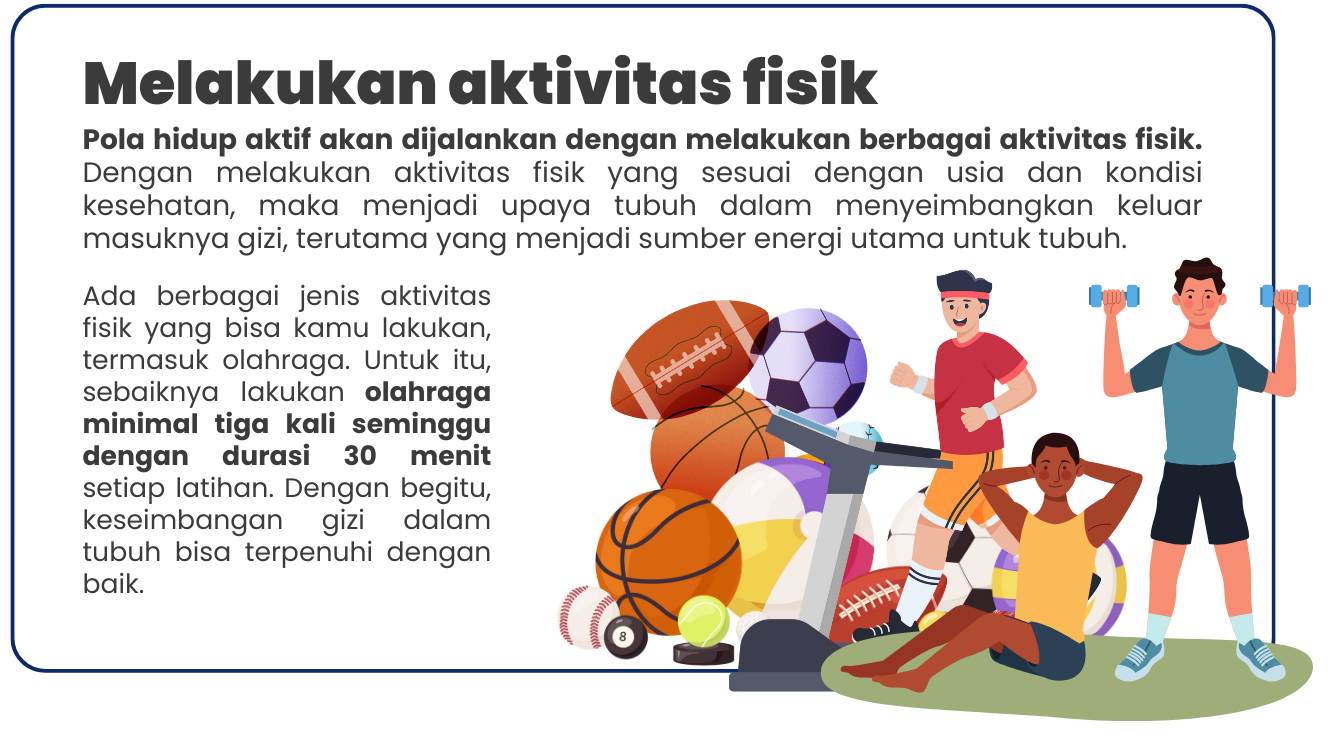 Melakukan aktivitas fisik
Pola hidup aktif akan dijalankan dengan melakukan berbagai aktivitas fisik.
Dengan melakukan aktivitas fisik yang sesuai dengan usia dan kondisi
kesehatan, maka menjadi upaya tubuh dalam menyeimbangkan keluar
masuknya gizi, terutama yang menjadi sumber energi utama untuk tubuh.
Ada berbagai jenis aktivitas
fisik yang bisa kamu lakukan,
termasuk olahraga. Untuk itu,
sebaiknya lakukan olahraga
minimal tiga kali seminggu
dengan durasi 30 menit
setiap latihan. Dengan begitu,
keseimbangan gizi dalam
tubuh bisa terpenuhi dengan
baik.
8